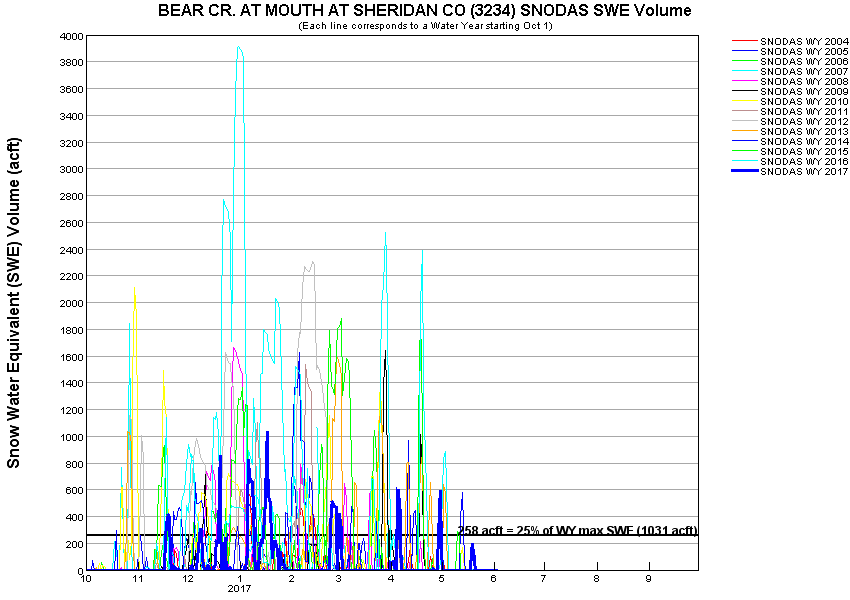 BEAR CR. AT MOUTH AT SHERIDAN CO (3234) SNODAS SWE Volume
(Each line corresponds to a Water Year starting Oct 1)
Snow Water Equivalent (SWE) Volume (acft)
4000
3800
3600
3400
3200
3000
2800
2600
2400
2200
2000
1800
1600
1400
1200
1000
800
600
400
200
0
258 acft = 25% of WY max SWE (1031 acft)
10 11 12 1 2 3 4 5 6 7 8 9
2017
SNODAS WY 2004
SNODAS WY 2005
SNODAS WY 2006
SNODAS WY 2007
SNODAS WY 2008
SNODAS WY 2009
SNODAS WY 2010
SNODAS WY 2011
SNODAS WY 2012
SNODAS WY 2013
SNODAS WY 2014
SNODAS WY 2015
SNODAS WY 2016
SNODAS WY 2017